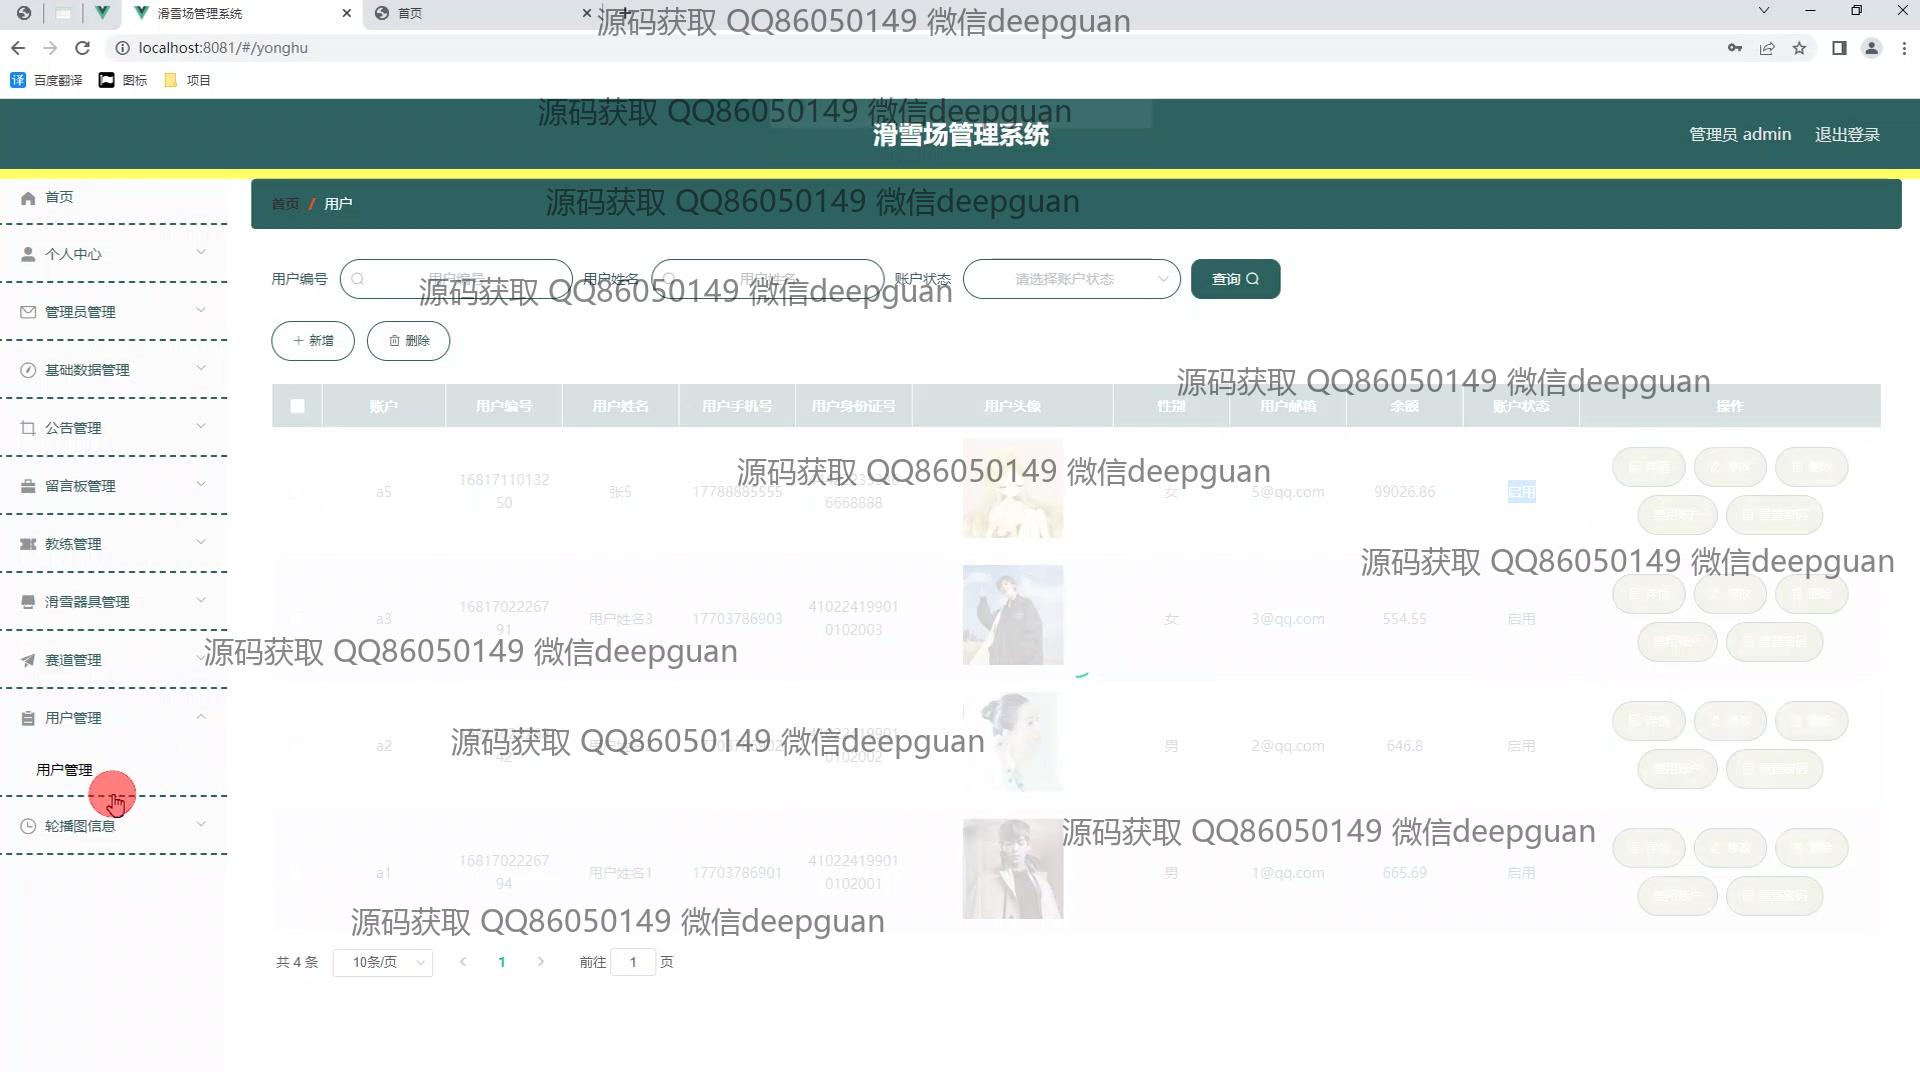 滑雪场管理系统
首页
源码获取 QQ86050149 微信deepguan
localhost:8081/#/yonghu
译 百度翻译
图标
项目
源码获取 QQ86050149 微信deepguan
滑雪场管理系统
管理员 admin
退出登录
首页
首页 / 用户
源码获取 QQ86050149 微信deepguan
个人中心
管理员管理
基础数据管理
公告管理
留言板管理
教练管理
滑雪器具管理
赛道管理
用户管理
用户管理
轮播图信息
用户编号 用户编号 用户姓名 用户姓名 账户状态 请选择账户状态 查询
源码获取 QQ86050149 微信deepguan
新增 删除
源码获取 QQ86050149 微信deepguan
账户 用户编号 用户姓名 用户手机号 用户身份证号 用户头像 性别 用户邮箱 余额 账户状态 操作
源码获取 QQ86050149 微信deepguan
a5 16817110132 张5 17788885555 女 5@qq.com 99026.86 启用
50 6668888
源码获取 QQ86050149 微信deepguan
16817022267 41022419901
a3 用户姓名3 17703786903 女 3@qq.com 554.55 启用
91 0102003
源码获取 QQ86050149 微信deepguan
源码获取 QQ86050149 微信deepguan
a2 男 2@qq.com 646.8 启用
42 0102002
源码获取 QQ86050149 微信deepguan
16817022267 41022419901
a1 用户姓名1 17703786901 男 1@qq.com 665.69 启用
94 0102001
源码获取 QQ86050149 微信deepguan
共 4 条 10条/页 1 前往 1 页